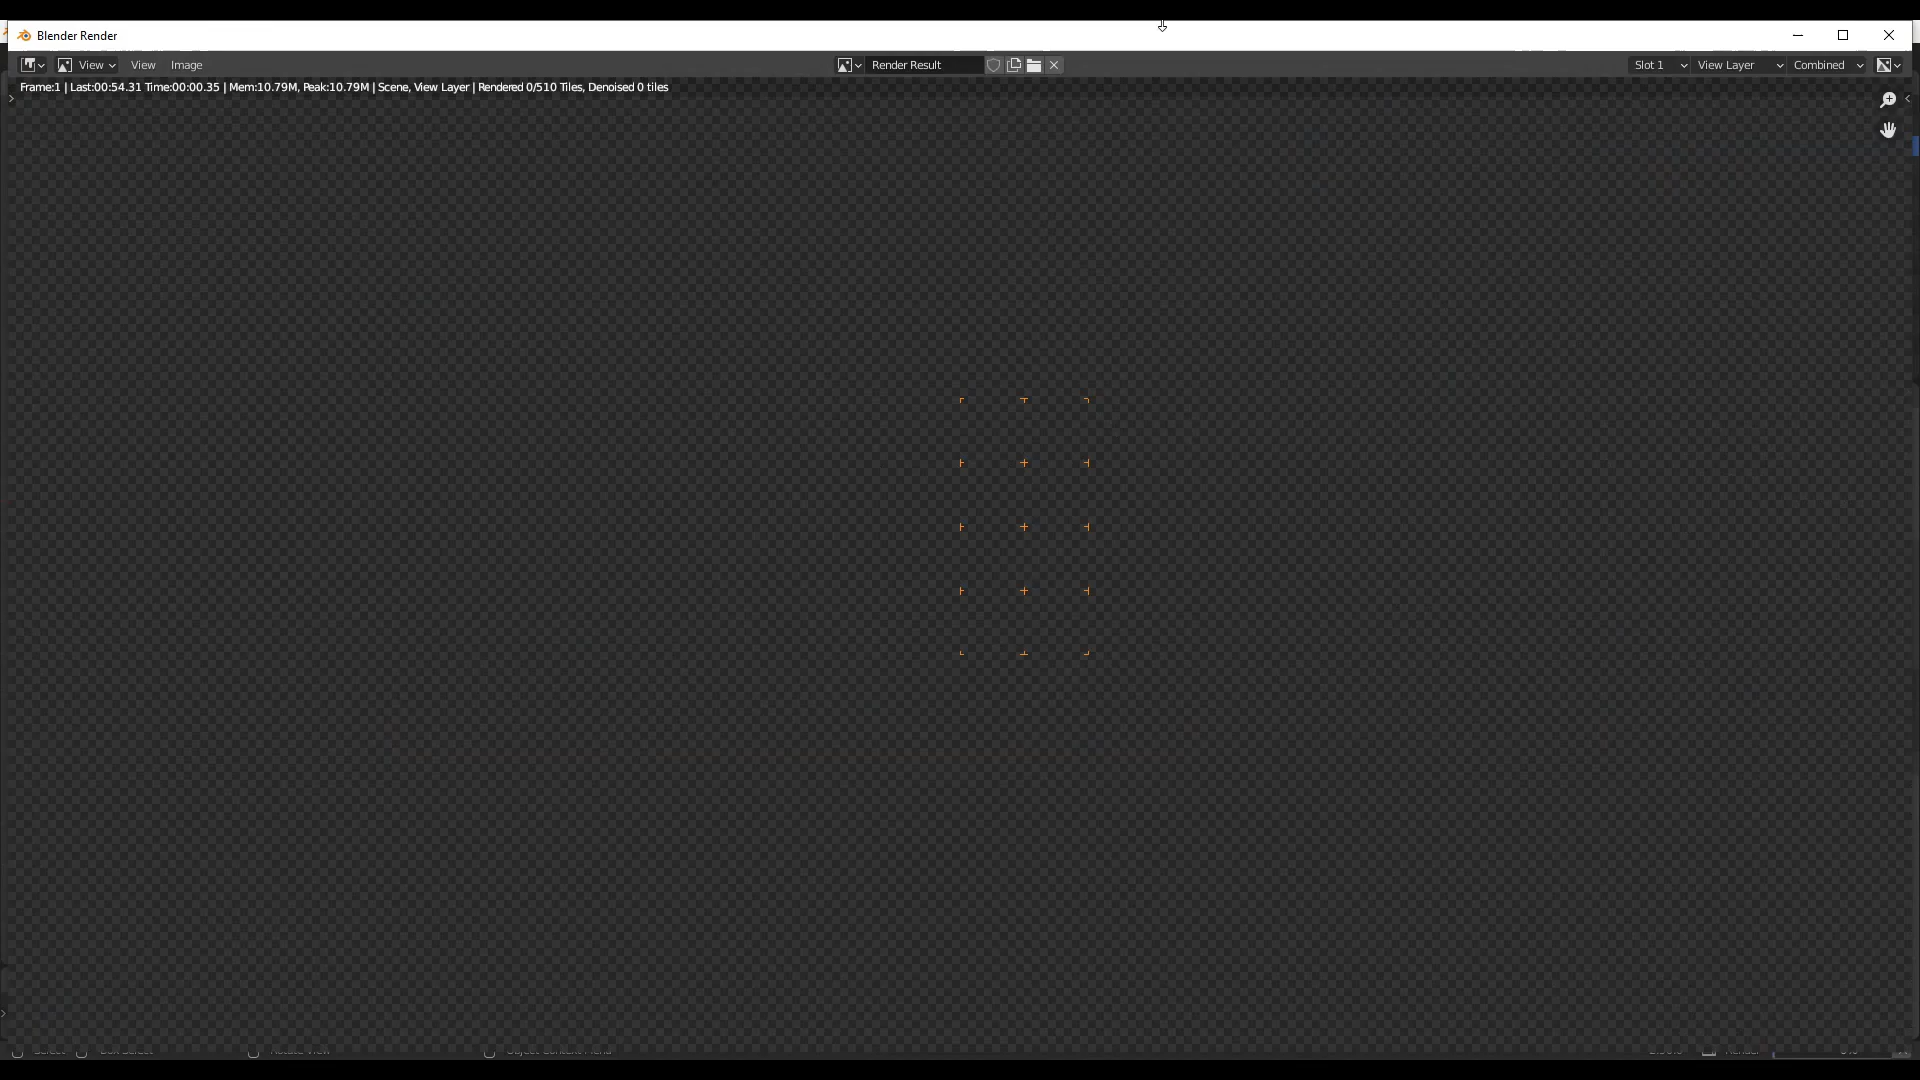 Blender Render
View View Image Render Result Slot 1 View Layer Combined
Frame:1 | Last:00:54.31 Time:00:00.35 | Mem:10.79M, Peak:10.79M | Scene, View Layer | Rendered 0/510 Tiles, Denoised 0 tiles